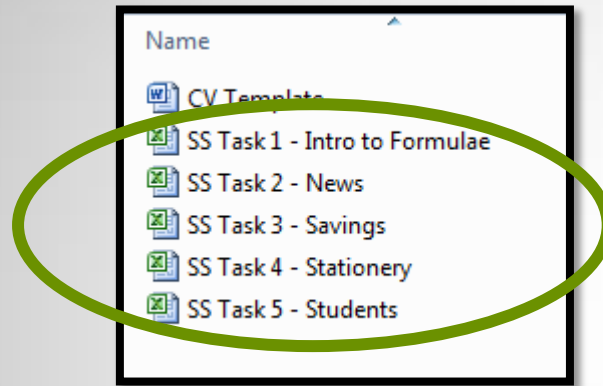 Name
CV Template
SS Task 1 - Intro to Formulae
SS Task 2 - News
SS Task 3 - Savings
SS Task 4 - Stationery
SS Task 5 - Students